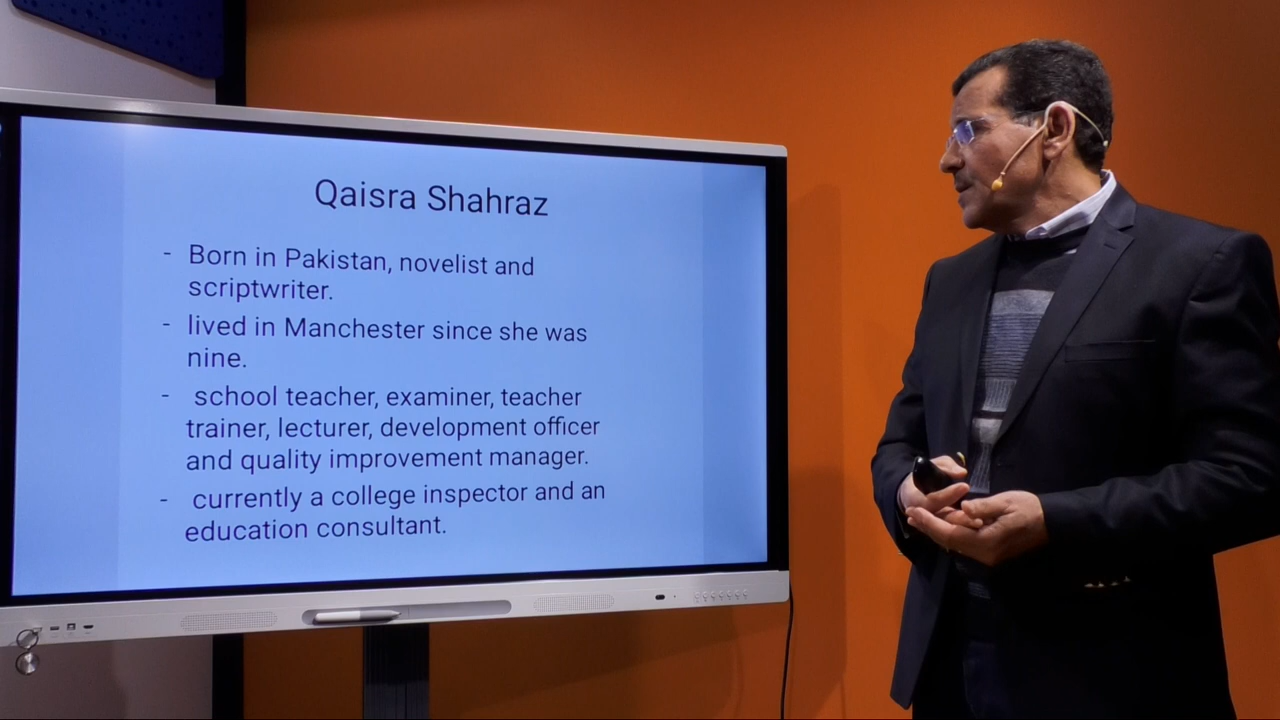 Qaisra Shahraz
- Born in Pakistan, novelist and
scriptwriter.
- lived in Manchester since she was
nine.
- school teacher, examiner, teacher
trainer, lecturer, development officer
and quality improvement manager.
- currently a college inspector and an
education consultant.